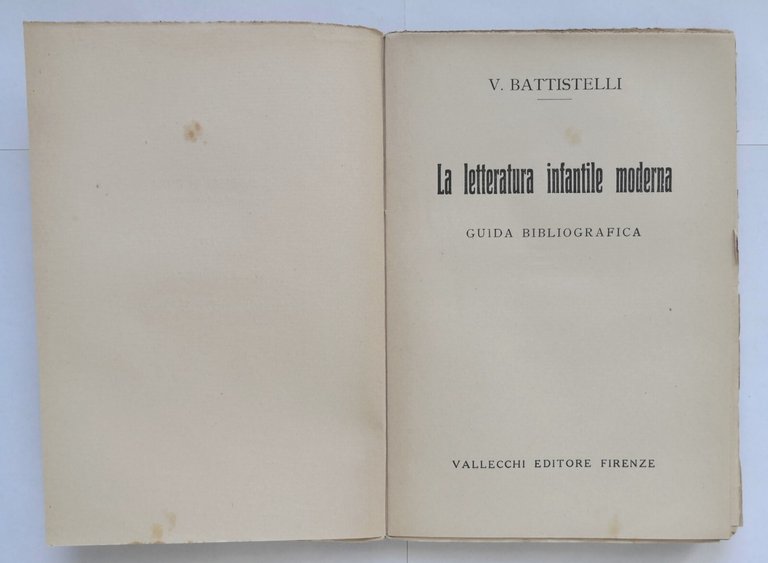 V. BATTISTELLI
La letteratura infantile moderna
GUIDA BIBLIOGRAFICA
VALLECCHI EDITORE FIRENZE